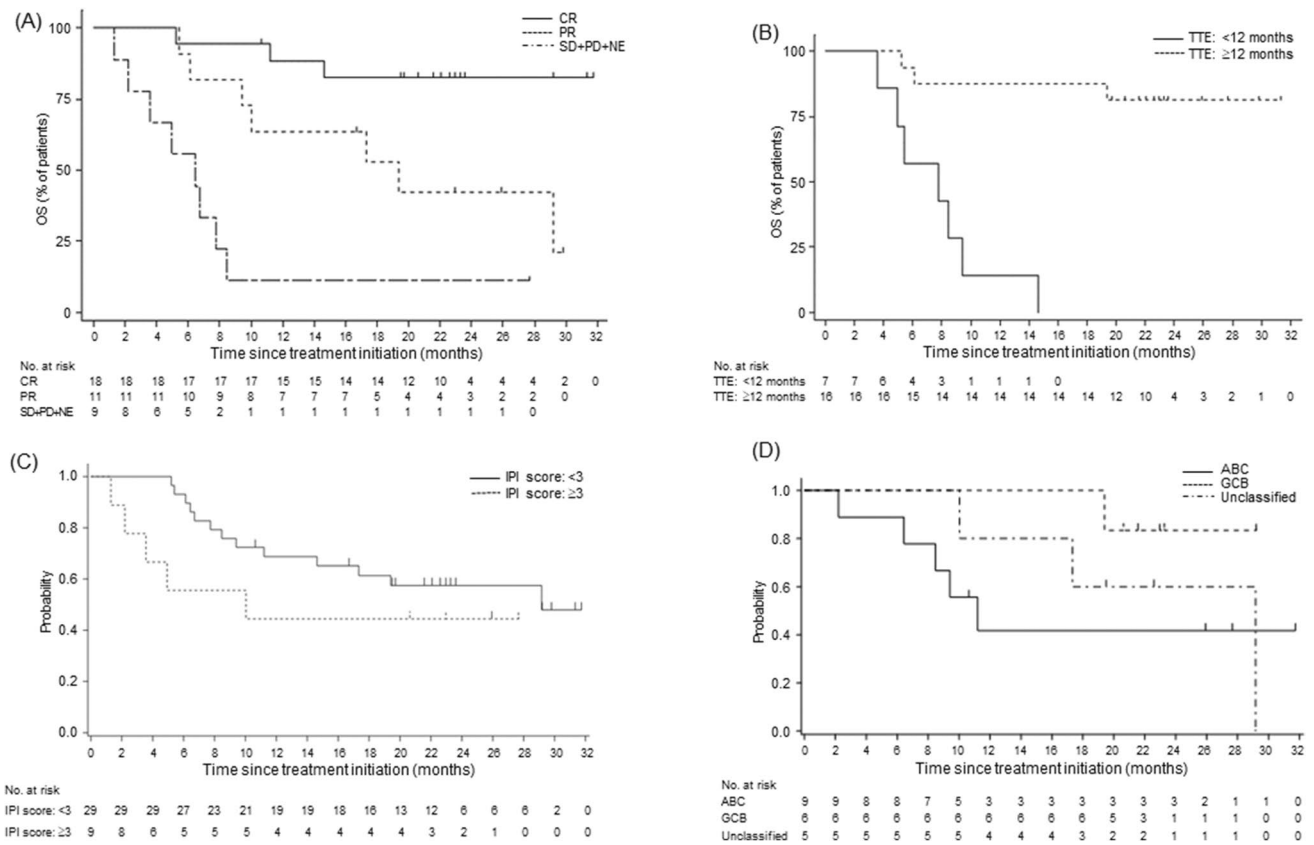 (A)
CR
PR
SD+PD+NE
100
75
50
25
0
OS (% of patients)
0 2 4 6 8 10 12 14 16 18 20 22 24 26 28 30 32
Time since treatment initiation (months)
No. at risk
CR 18 18 18 17 17 17 15 15 14 14 12 10 4 4 4 2 0
PR 11 11 11 10 9 8 7 7 7 5 4 4 3 2 2 0
SD+PD+NE 9 8 6 5 2 1 1 1 1 1 1 1 1 1 0
(B)
TTE: <12 months
TTE: ≥12 months
100
75
50
25
0
OS (% of patients)
0 2 4 6 8 10 12 14 16 18 20 22 24 26 28 30 32
Time since treatment initiation (months)
No. at risk
TTE: <12 months 7 7 6 4 3 1 1 1 0
TTE: ≥12 months 16 16 16 15 14 14 14 14 14 14 12 10 4 3 2 1 0
(C)
IPI score: <3
IPI score: ≥3
1.0
0.8
0.6
0.4
0.2
0.0
Probability
0 2 4 6 8 10 12 14 16 18 20 22 24 26 28 30 32
Time since treatment initiation (months)
No. at risk
IPI score: <3 29 29 29 27 23 21 19 19 18 16 13 12 6 6 6 2 0
IPI score: ≥3 9 8 6 5 5 5 4 4 4 4 4 3 2 1 0 0 0
(D)
ABC
GCB
Unclassified
1.0
0.8
0.6
0.4
0.2
0.0
Probability
0 2 4 6 8 10 12 14 16 18 20 22 24 26 28 30 32
Time since treatment initiation (months)
No. at risk
ABC 9 9 8 8 7 5 3 3 3 3 3 3 3 2 1 1 0
GCB 6 6 6 6 6 6 6 6 6 6 5 3 1 1 1 0 0
Unclassified 5 5 5 5 5 5 4 4 4 3 2 2 1 1 1 0 0